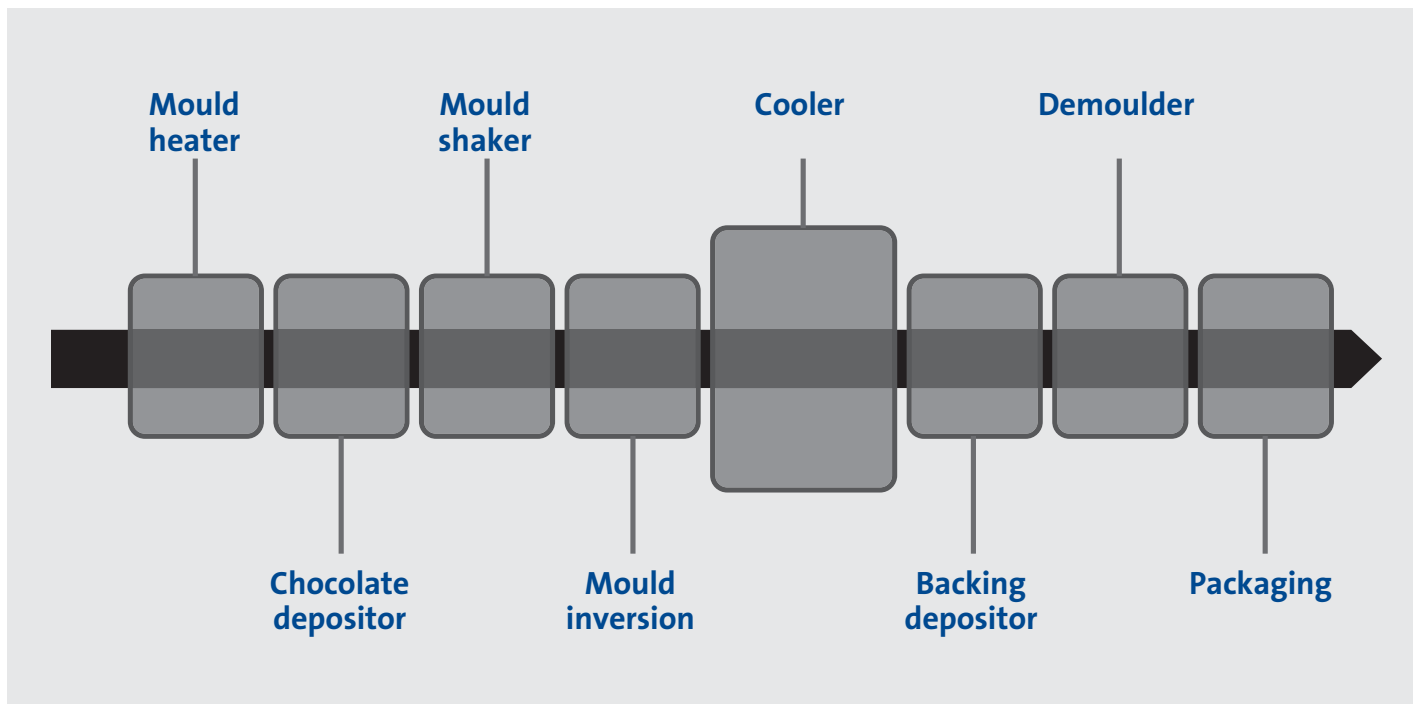 Mould
heater
Mould
shaker
Cooler
Demoulder
Chocolate
depositor
Mould
inversion
Backing
depositor
Packaging